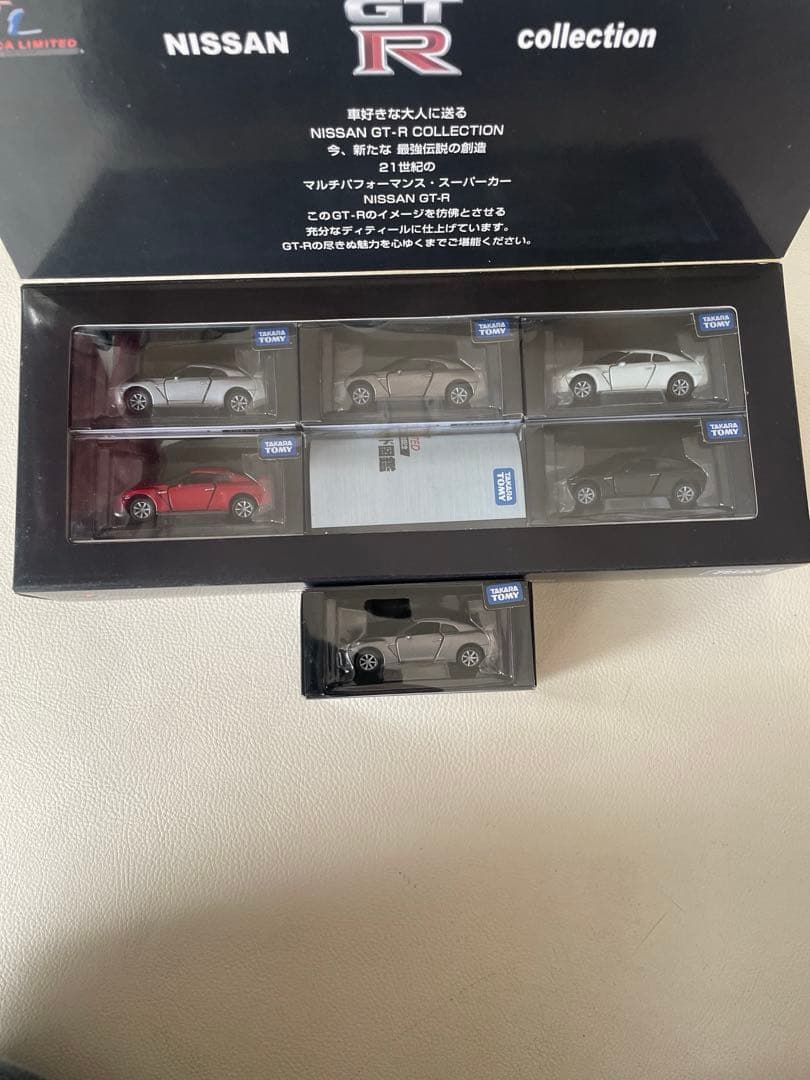 CA LIMITED
NISSAN GT R collection
車好きな大人に送る
NISSAN GT-R COLLECTION
今、新たな 最強伝説の創造
21世紀の
マルチパフォーマンス・スーパーカー
NISSAN GT-R
このGT-Rのイメージを彷彿とさせる
充分なディティールに仕上げています。
GT-Rの尽きぬ魅力を心ゆくまでご堪能ください。
TAKARA TOMY
TAKARA TOMY
TAKARA TOMY
TAKARA TOMY
図鑑
TAKARA TOMY
TAKARA TOMY
TAKARA TOMY